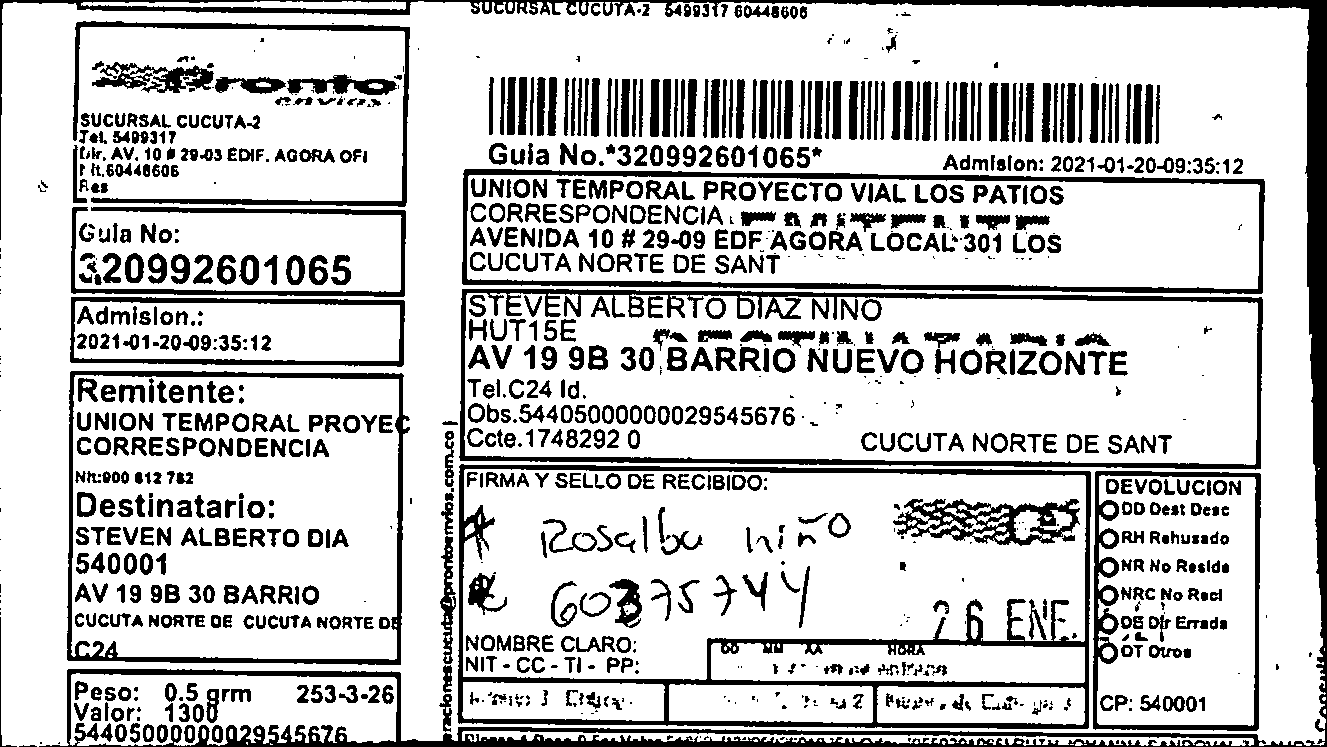 SUCURSAL CUCUTA-2 5499317 60448606
Pronto
envios
SUCURSAL CUCUTA-2
Tel. 5499317
Dir. AV. 10 # 29-03 EDIF. AGORA OFI
Nit.60448606
Res
Guia No:
320992601065
Admision.:
2021-01-20-09:35:12
Remitente:
UNION TEMPORAL PROYEC
CORRESPONDENCIA
Nit:900 612 782
Destinatario:
STEVEN ALBERTO DIA
540001
AV 19 9B 30 BARRIO
CUCUTA NORTE DE CUCUTA NORTE DE
C24
Peso: 0.5 grm 253-3-26
Valor: 1300
54405000000029545676
Guia No.*320992601065*
Admision: 2021-01-20-09:35:12
UNION TEMPORAL PROYECTO VIAL LOS PATIOS
CORRESPONDENCIA
AVENIDA 10 # 29-09 EDF AGORA LOCAL 301 LOS
CUCUTA NORTE DE SANT
STEVEN ALBERTO DIAZ NINO
HUT15E
AV 19 9B 30 BARRIO NUEVO HORIZONTE
Tel.C24 Id.
Obs.54405000000029545676
Ccte.1748292 0
CUCUTA NORTE DE SANT
racionescucuta@prontoenvios.com.co
FIRMA Y SELLO DE RECIBIDO:
Rosalba niño
60375744
26 ENE.
NOMBRE CLARO:
NIT - CC - TI - PP:
DD MM AA HORA
DEVOLUCION
DD Dest Desc
RH Rehusado
NR No Reside
NRC No Recl
DE Dir Errada
OT Otros
CP: 540001